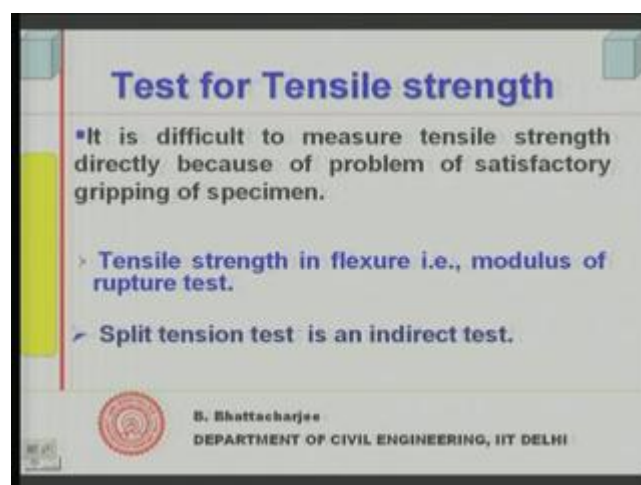 Test for Tensile strength
▪It is difficult to measure tensile strength
directly because of problem of satisfactory
gripping of specimen.
➢ Tensile strength in flexure i.e., modulus of
rupture test.
➢ Split tension test is an indirect test.
B. Bhattacharjee
DEPARTMENT OF CIVIL ENGINEERING, IIT DELHI